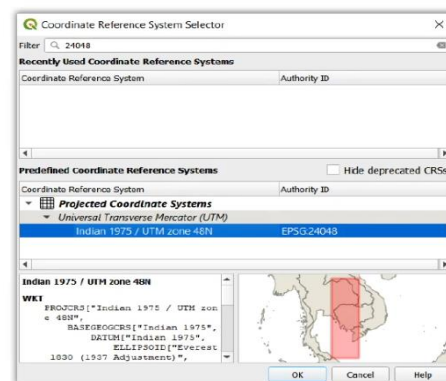 Coordinate Reference System Selector
Filter 24048
Recently Used Coordinate Reference Systems
Coordinate Reference System Authority ID
Predefined Coordinate Reference Systems Hide deprecated CRSs
Coordinate Reference System Authority ID
Projected Coordinate Systems
Universal Transverse Mercator (UTM)
Indian 1975 / UTM zone 48N EPSG:24048
Indian 1975 / UTM zone 48N
WKT
PROJCRS["Indian 1975 / UTM zon
e 48N",
BASEGEOGCRS["Indian 1975",
DATUM["Indian 1975",
ELLIPSOID["Everest
1830 (1937 Adjustment)",
OK Cancel Help